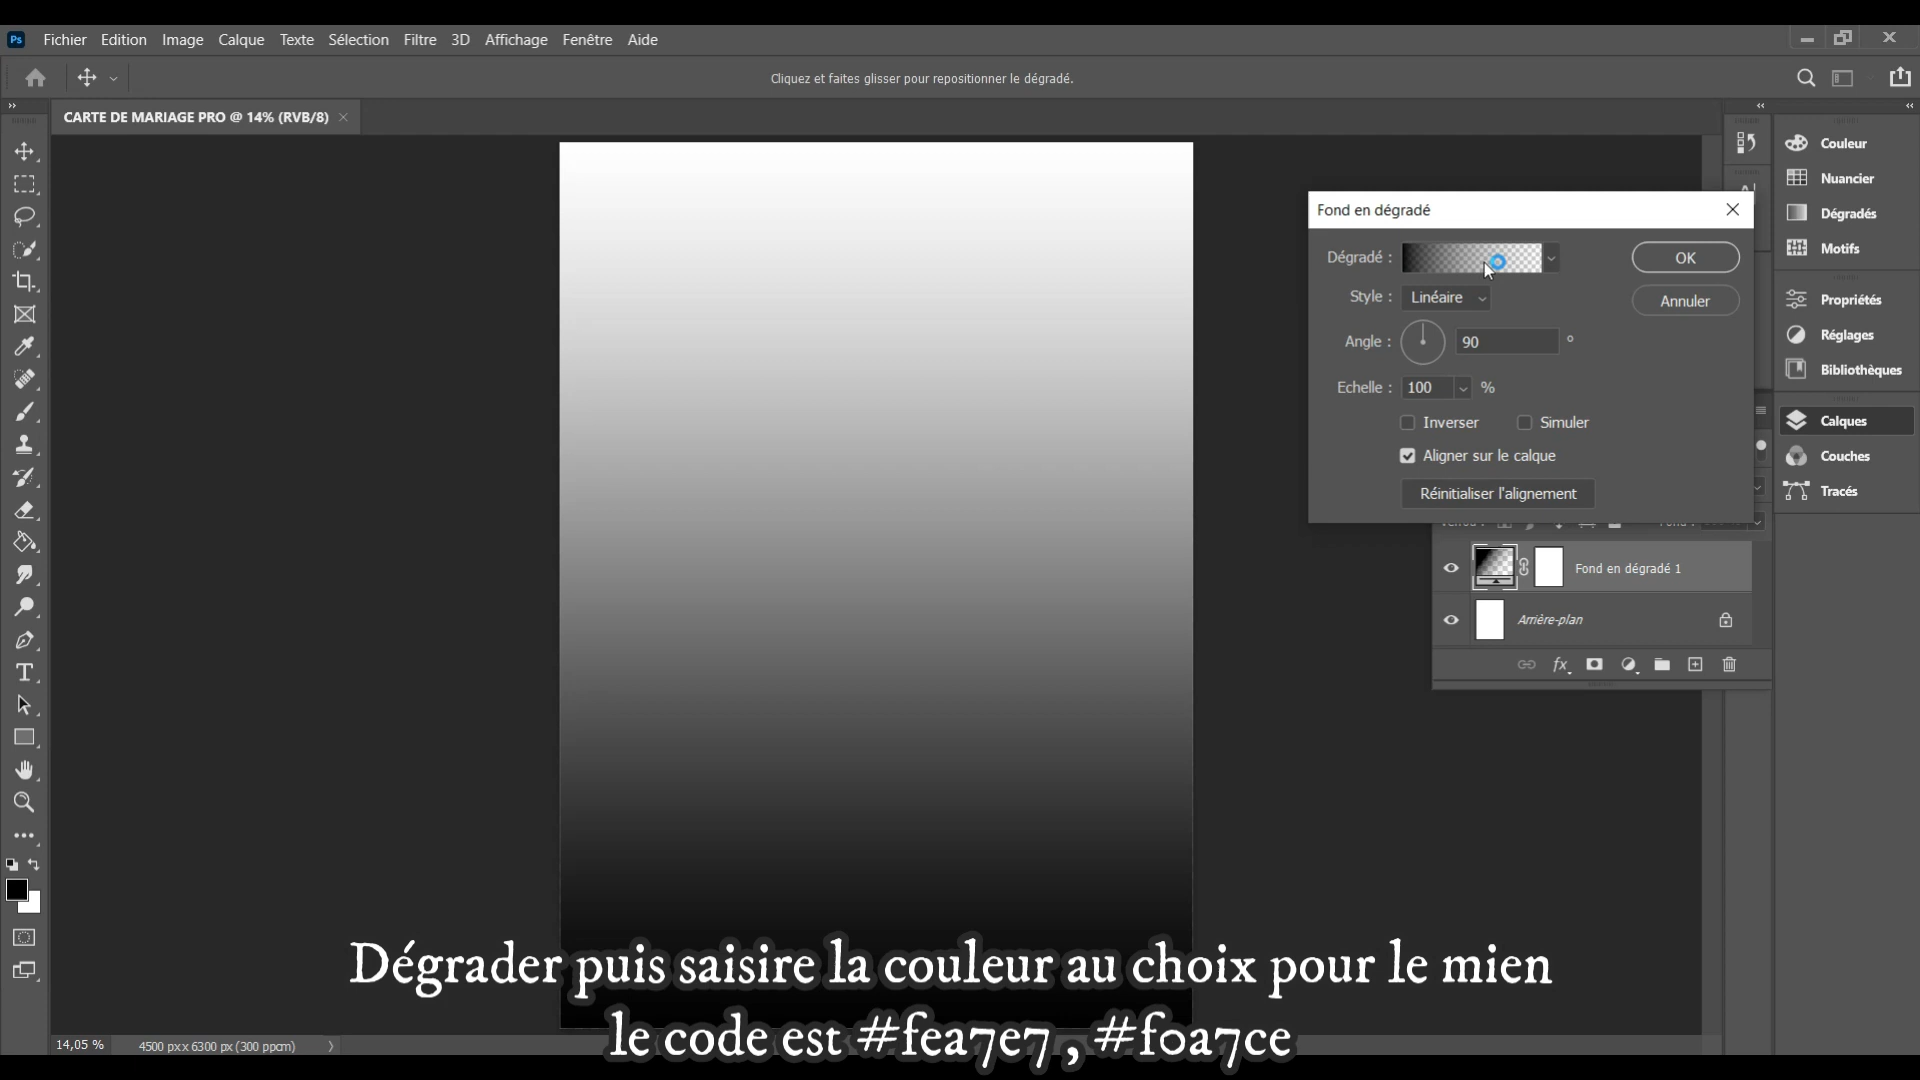 Ps Fichier Edition Image Calque Texte Sélection Filtre 3D Affichage Fenêtre Aide
Cliquez et faites glisser pour repositionner le dégradé.
CARTE DE MARIAGE PRO @ 14% (RVB/8)
Couleur
Nuancier
Dégradés
Motifs
Propriétés
Réglages
Bibliothèques
Calques
Couches
Tracés
Fond en dégradé
Dégradé :
OK
Style : Linéaire
Annuler
Angle : 90 °
Echelle : 100 %
Inverser Simuler
Aligner sur le calque
Réinitialiser l'alignement
Fond en dégradé 1
Arrière-plan
fx
Dégrader puis saisire la couleur au choix pour le mien
le code est #fea7e7 , #f0a7ce
14,05 % 4500 px x 6300 px (300 ppcm)